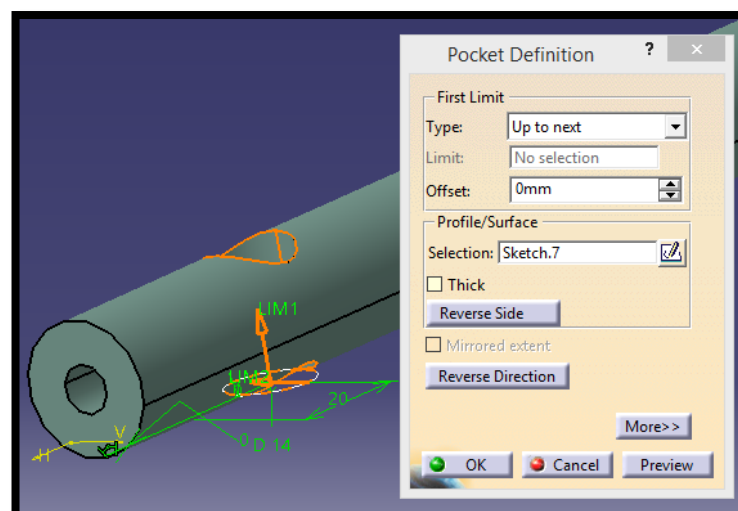 Pocket Definition ? ×
First Limit
Type: Up to next
Limit: No selection
Offset: 0mm
Profile/Surface
Selection: Sketch.7
Thick
Reverse Side
Mirrored extent
Reverse Direction
More>>
OK Cancel Preview
LIM1
20
D 14
V
H